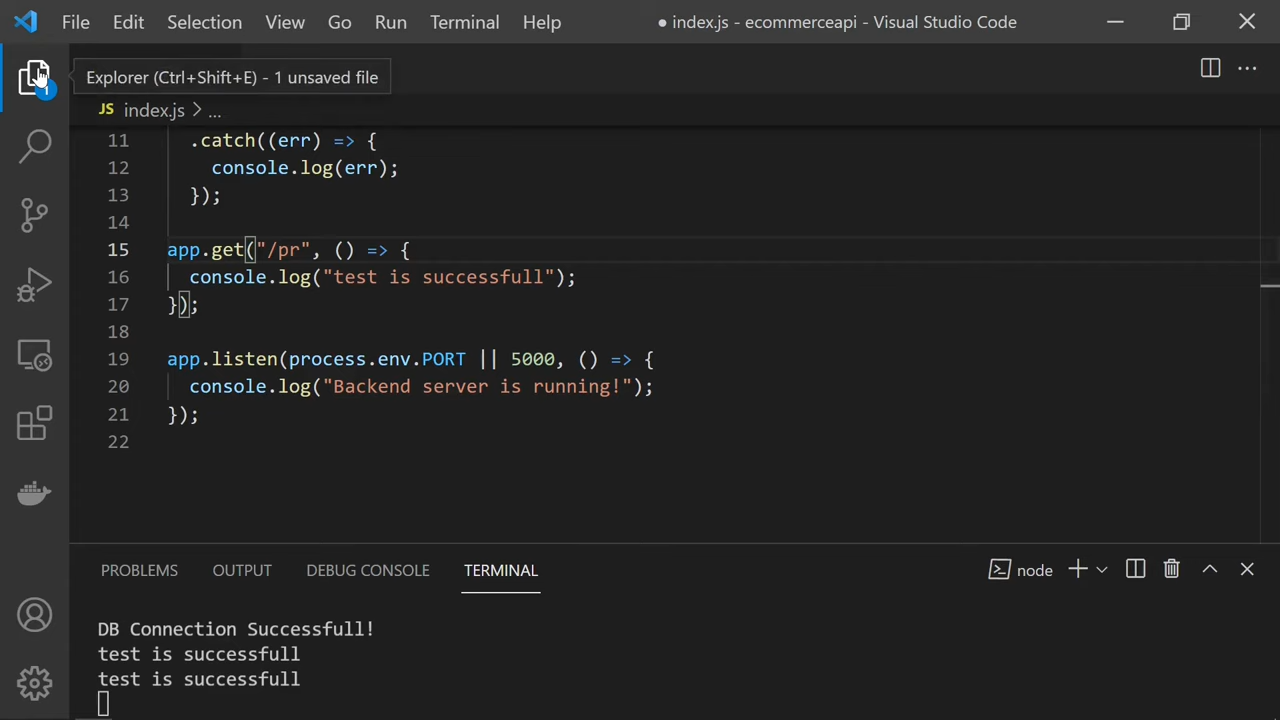 File Edit Selection View Go Run Terminal Help ● index.js - ecommerceapi - Visual Studio Code
Explorer (Ctrl+Shift+E) - 1 unsaved file
1
JS index.js > ...
11 .catch((err) => {
12 console.log(err);
13 });
14
15 app.get("/pr", () => {
16 console.log("test is successfull");
17 });
18
19 app.listen(process.env.PORT || 5000, () => {
20 console.log("Backend server is running!");
21 });
22
PROBLEMS OUTPUT DEBUG CONSOLE TERMINAL node
DB Connection Successfull!
test is successfull
test is successfull